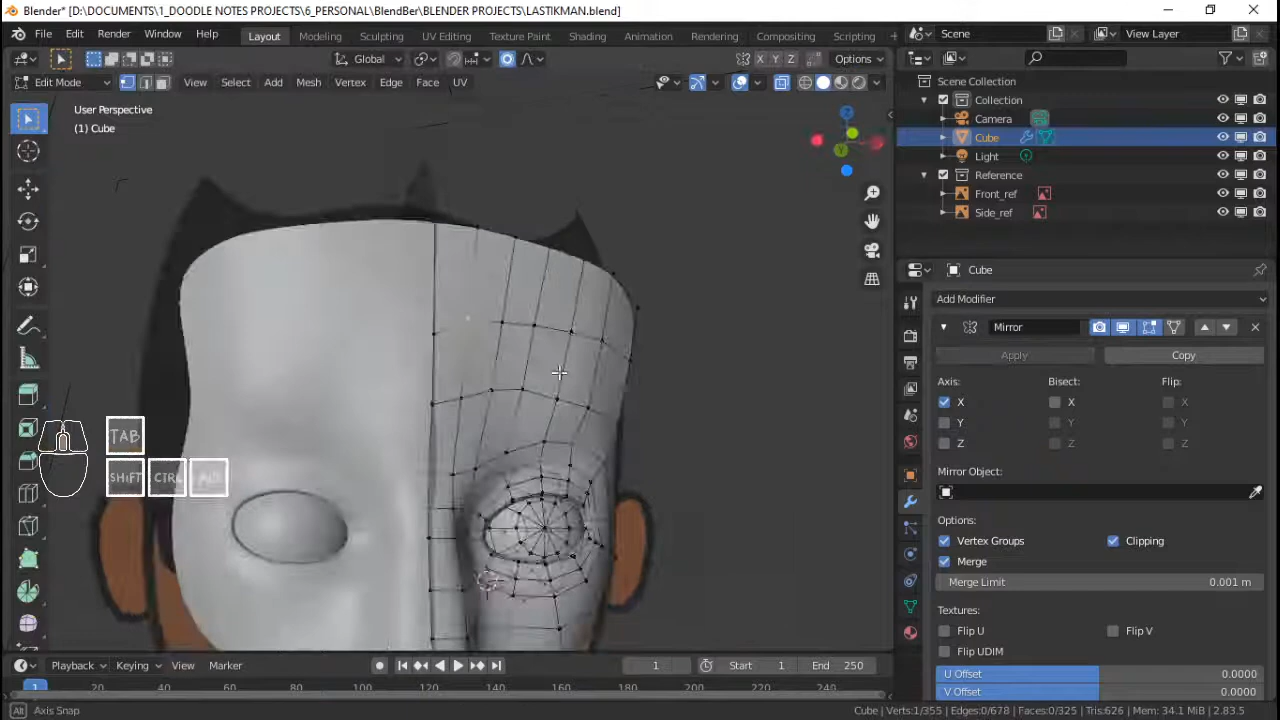 Blender* [D:\DOCUMENTS\1_DOODLE NOTES PROJECTS\6_PERSONAL\BlendBer\BLENDER PROJECTS\LASTIKMAN.blend]
File Edit Render Window Help Layout Modeling Sculpting UV Editing Texture Paint Shading Animation Rendering Compositing Scripting Scene View Layer
Global X Y Z Options
Edit Mode View Select Add Mesh Vertex Edge Face UV
User Perspective
(1) Cube
Scene Collection
Collection
Camera
Cube
Light
Reference
Front_ref
Side_ref
Cube
Add Modifier
Mirror
Apply Copy
Axis: Bisect: Flip:
X X X
Y Y Y
Z Z Z
Mirror Object:
Options:
Vertex Groups Clipping
Merge
Merge Limit 0.001 m
Textures:
Flip U Flip V
Flip UDIM
U Offset 0.0000
V Offset 0.0000
TAB
SHIFT CTRL Alt
Z
Y
Playback Keying View Marker 1 Start 1 End 250
1 20 40 60 80 100 120 140 160 180 200 220 240
Alt Axis Snap Cube | Verts:1/355 | Edges:0/678 | Faces:0/325 | Tris:626 | Mem: 34.1 MiB | 2.83.5